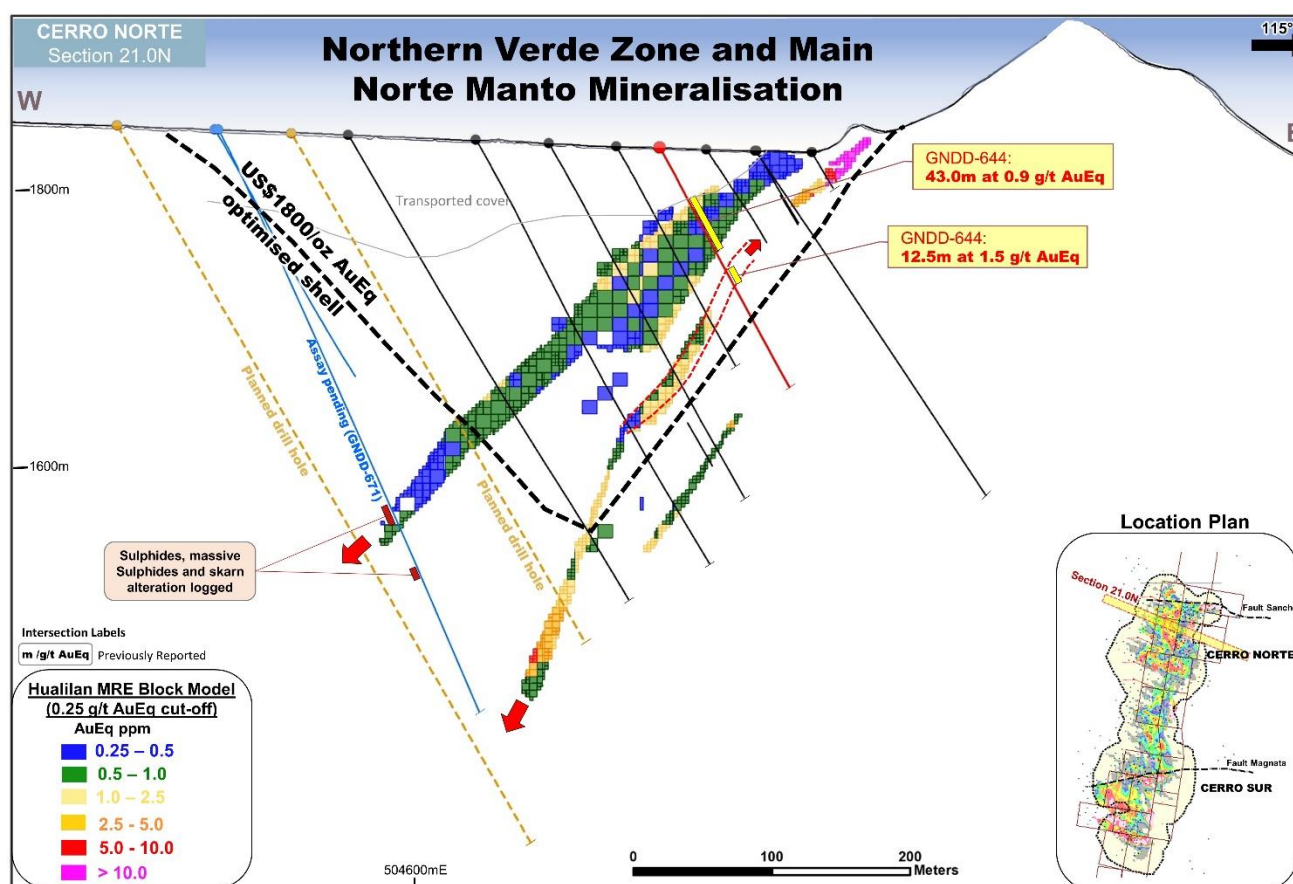 CERRO NORTE
Section 21.0N
Northern Verde Zone and Main
Norte Manto Mineralisation
115°
W
E
1800m
1600m
Transported cover
US$1800/oz AuEq
optimised shell
GNDD-644:
43.0m at 0.9 g/t AuEq
GNDD-644:
12.5m at 1.5 g/t AuEq
Planned drill hole
Assay pending (GNDD-671)
Planned drill hole
Sulphides, massive
Sulphides and skarn
alteration logged
Intersection Labels
m /g/t AuEq Previously Reported
Hualilan MRE Block Model
(0.25 g/t AuEq cut-off)
AuEq ppm
0.25 – 0.5
0.5 – 1.0
1.0 – 2.5
2.5 - 5.0
5.0 - 10.0
> 10.0
504600mE
0 100 200
Meters
Location Plan
Section 21.0N
Fault Sanche
CERRO NORTE
Fault Magnata
CERRO SUR